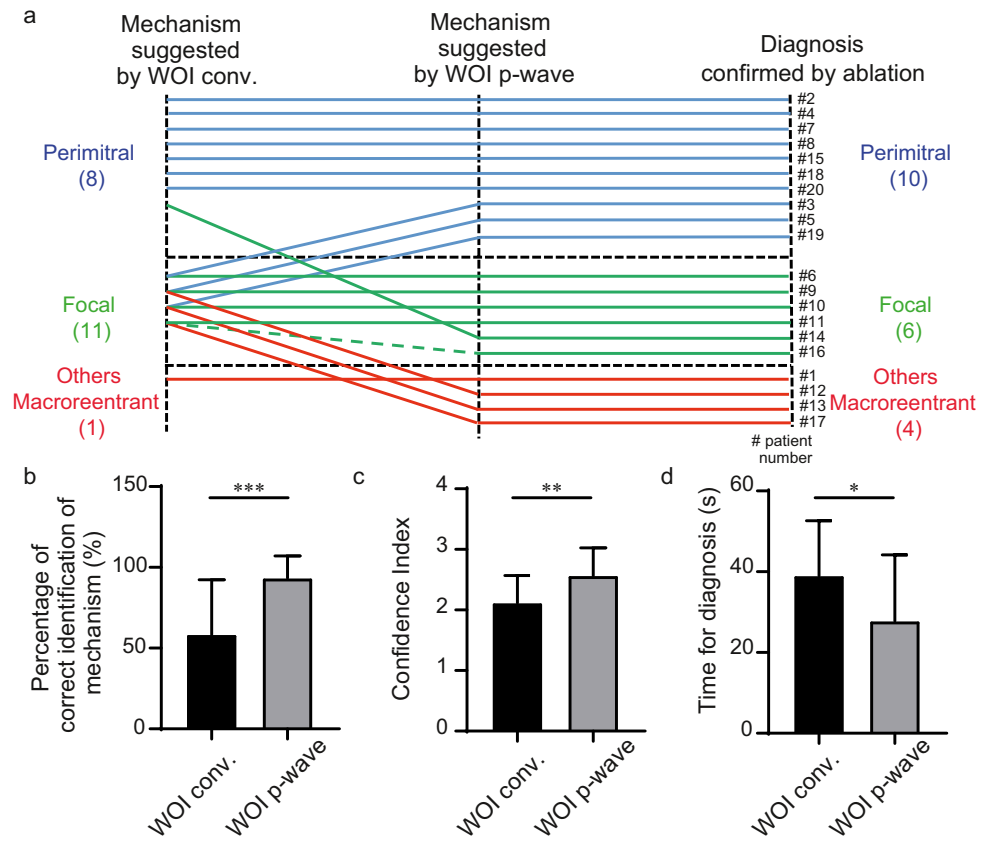 a
Mechanism
suggested
by WOI conv.
Mechanism
suggested
by WOI p-wave
Diagnosis
confirmed by ablation
Perimitral
(8)
Focal
(11)
Others
Macroreentrant
(1)
#2
#4
#7
#8
#15
#18
#20
#3
#5
#19
#6
#9
#10
#11
#14
#16
#1
#12
#13
#17
# patient
number
Perimitral
(10)
Focal
(6)
Others
Macroreentrant
(4)
b
Percentage of
correct identification of
mechanism (%)
150
100
50
0
***
WOI conv.
WOI p-wave
c
Confidence Index
4
3
2
1
0
**
WOI conv.
WOI p-wave
d
Time for diagnosis (s)
60
40
20
0
*
WOI conv.
WOI p-wave